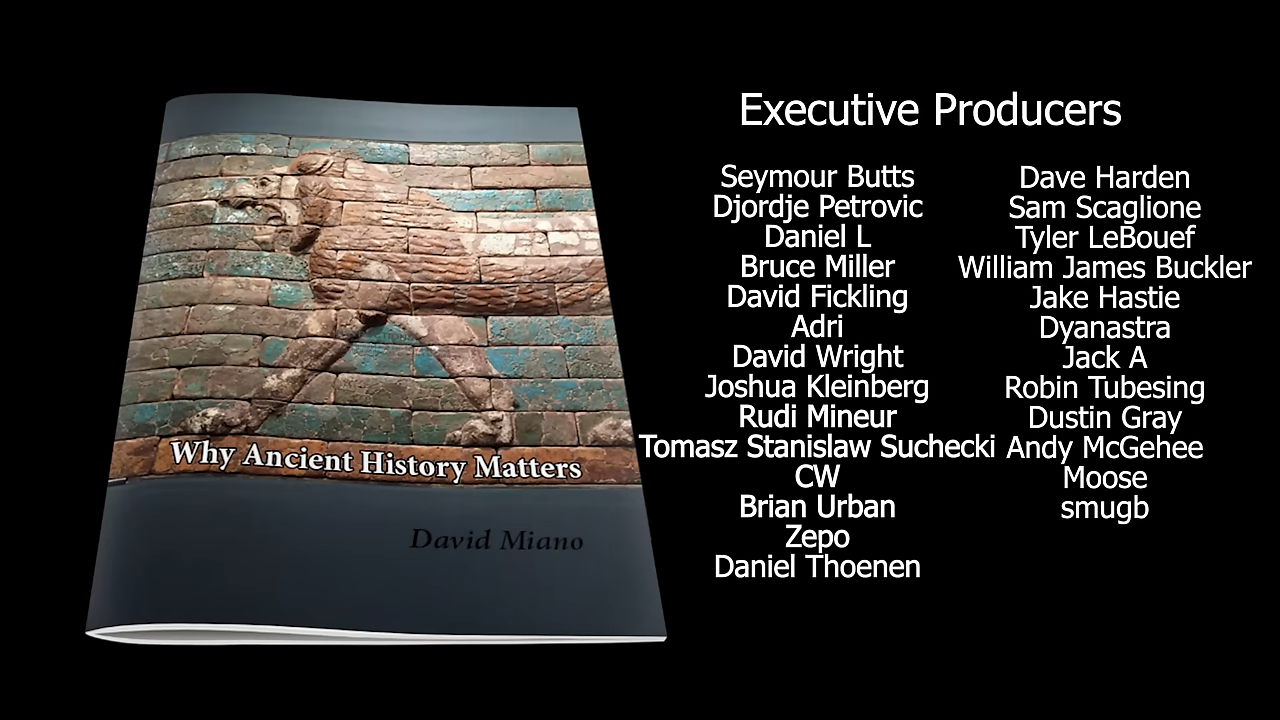 Why Ancient History Matters
David Miano
Executive Producers
Seymour Butts
Djordje Petrovic
Daniel L
Bruce Miller
David Fickling
Adri
David Wright
Joshua Kleinberg
Rudi Mineur
Tomasz Stanislaw Suchecki
CW
Brian Urban
Zepo
Daniel Thoenen
Dave Harden
Sam Scaglione
Tyler LeBouef
William James Buckler
Jake Hastie
Dyanastra
Jack A
Robin Tubesing
Dustin Gray
Andy McGehee
Moose
smugb